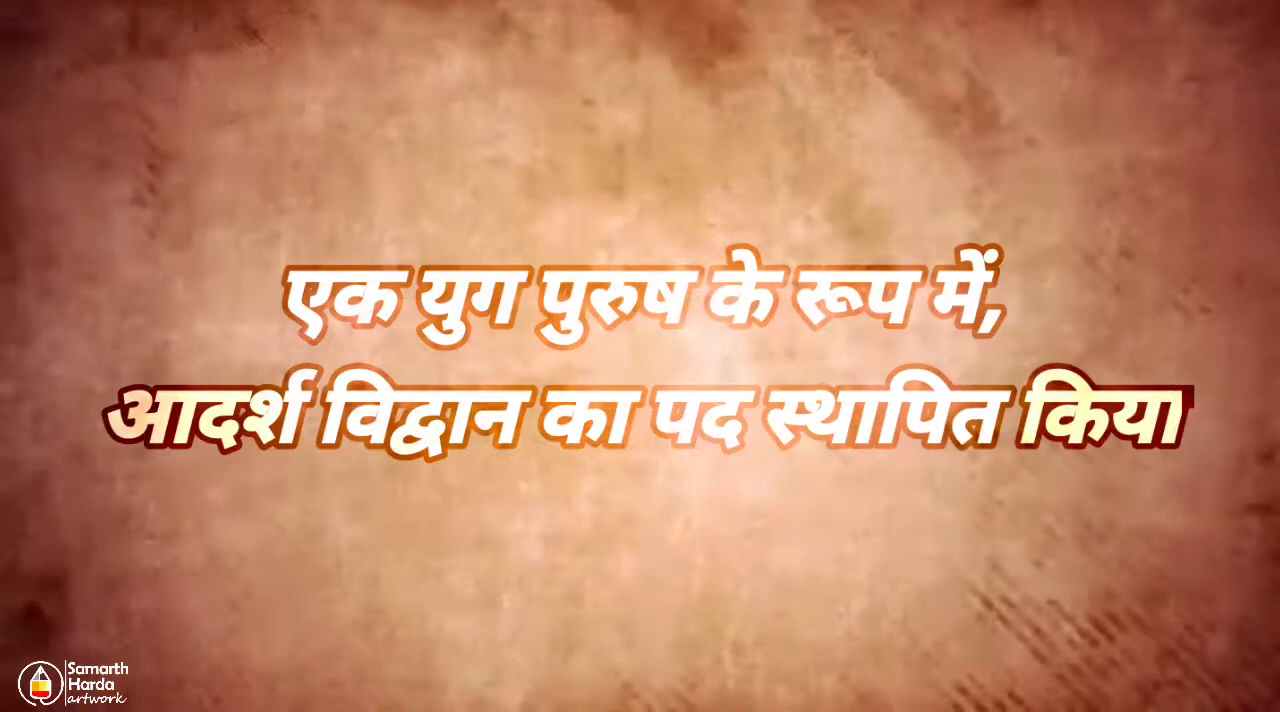 एक युग पुरुष के रूप में,
आदर्श विद्वान का पद स्थापित किया
Samarth
Harda
artwork